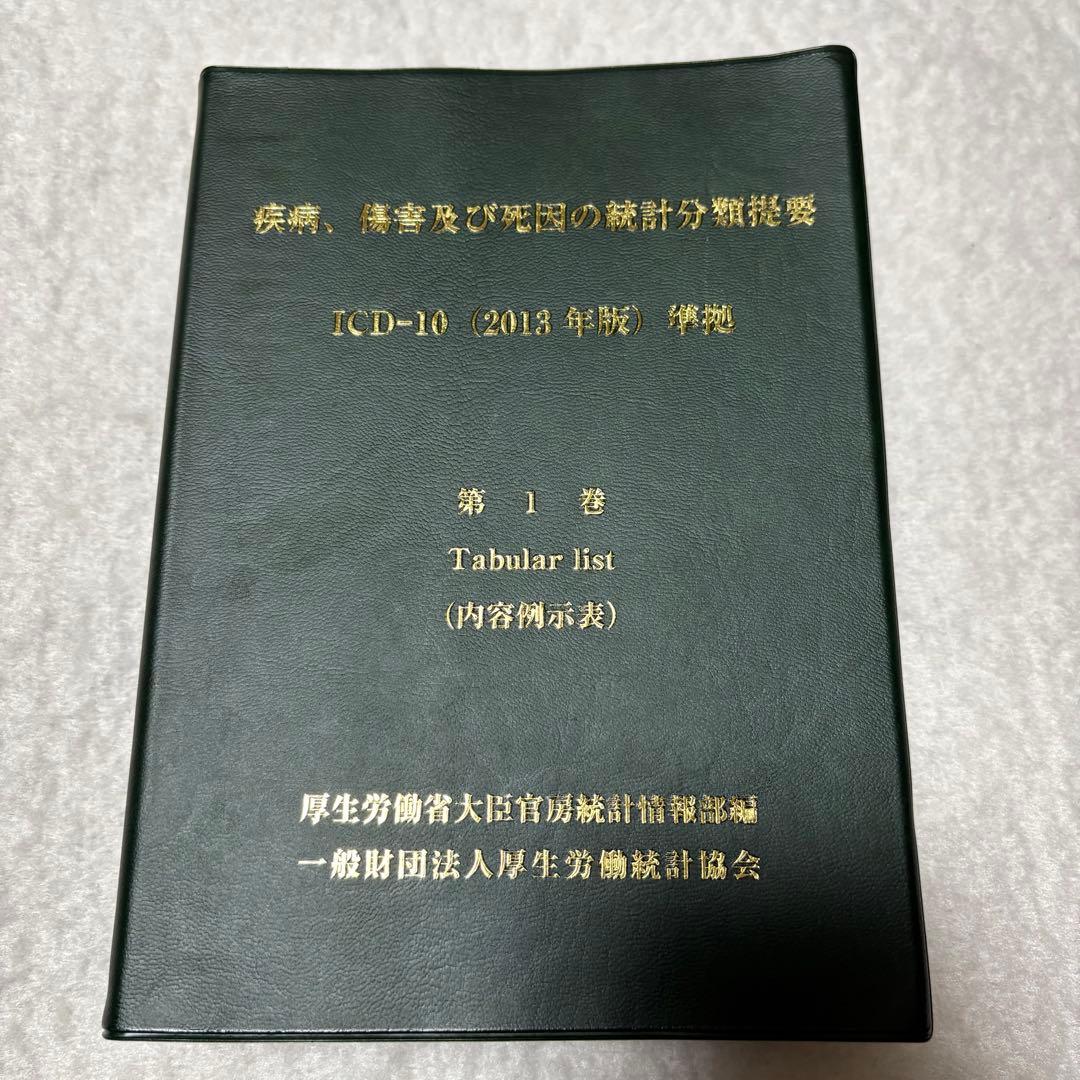 疾病、傷害及び死因の統計分類提要
ICD-10（2013年版）準拠
第 1 巻
Tabular list
(内容例示表)
厚生労働省大臣官房統計情報部編
一般財団法人厚生労働統計協会